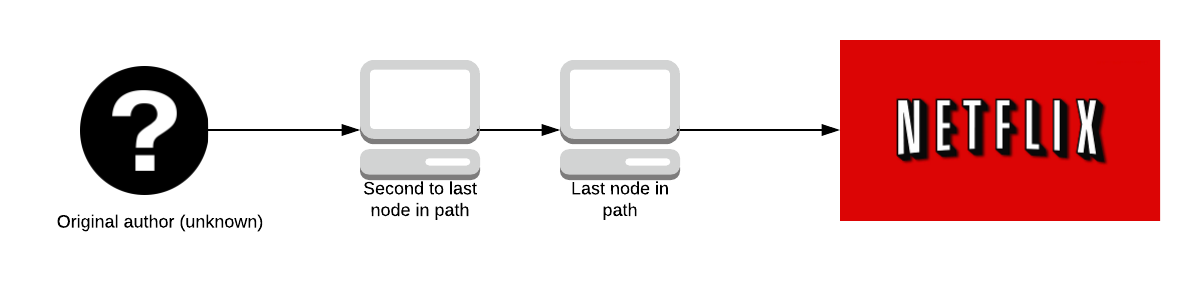 ?
Original author (unknown)
Second to last
node in path
Last node in
path
NETFLIX